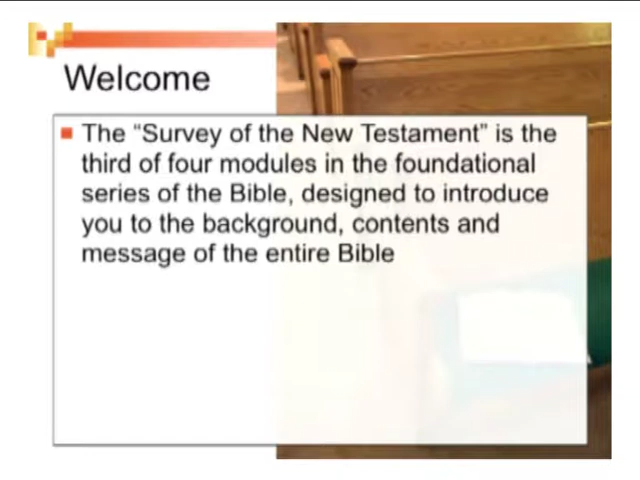 Welcome
The “Survey of the New Testament” is the
third of four modules in the foundational
series of the Bible, designed to introduce
you to the background, contents and
message of the entire Bible